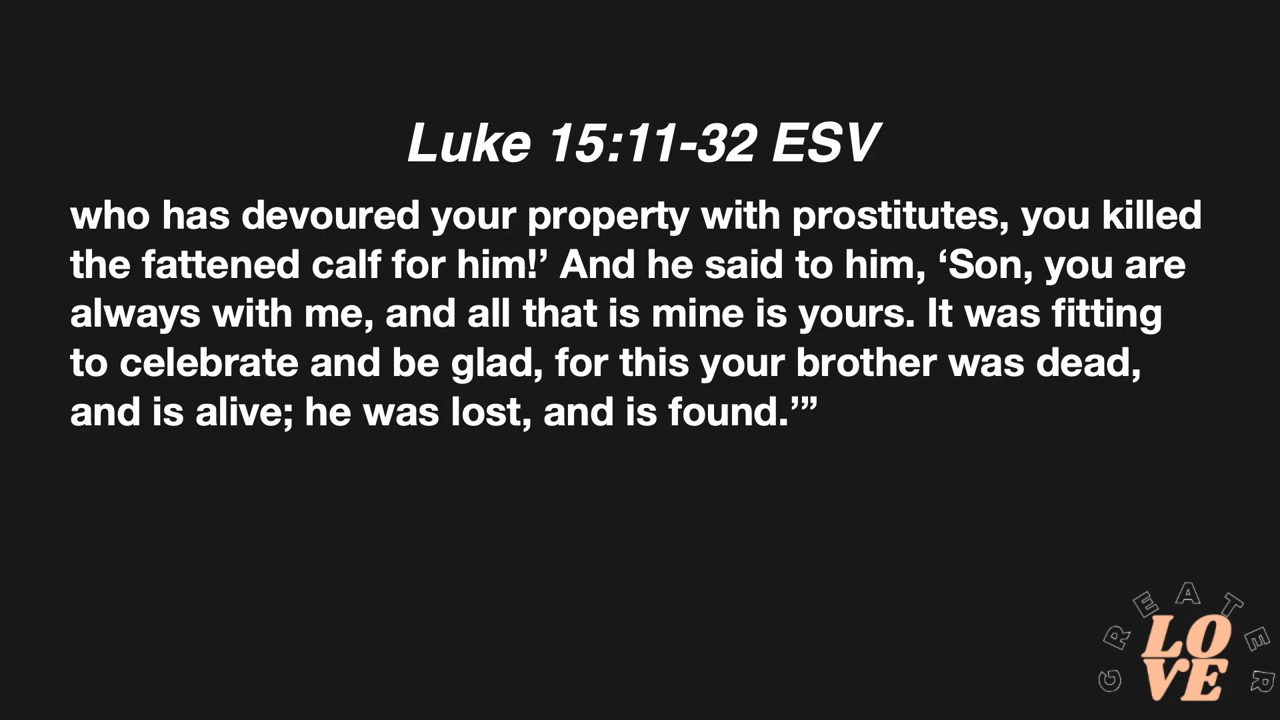 Luke 15:11-32 ESV
who has devoured your property with prostitutes, you killed
the fattened calf for him!’ And he said to him, ‘Son, you are
always with me, and all that is mine is yours. It was fitting
to celebrate and be glad, for this your brother was dead,
and is alive; he was lost, and is found.’”
GREATER
LO
VE